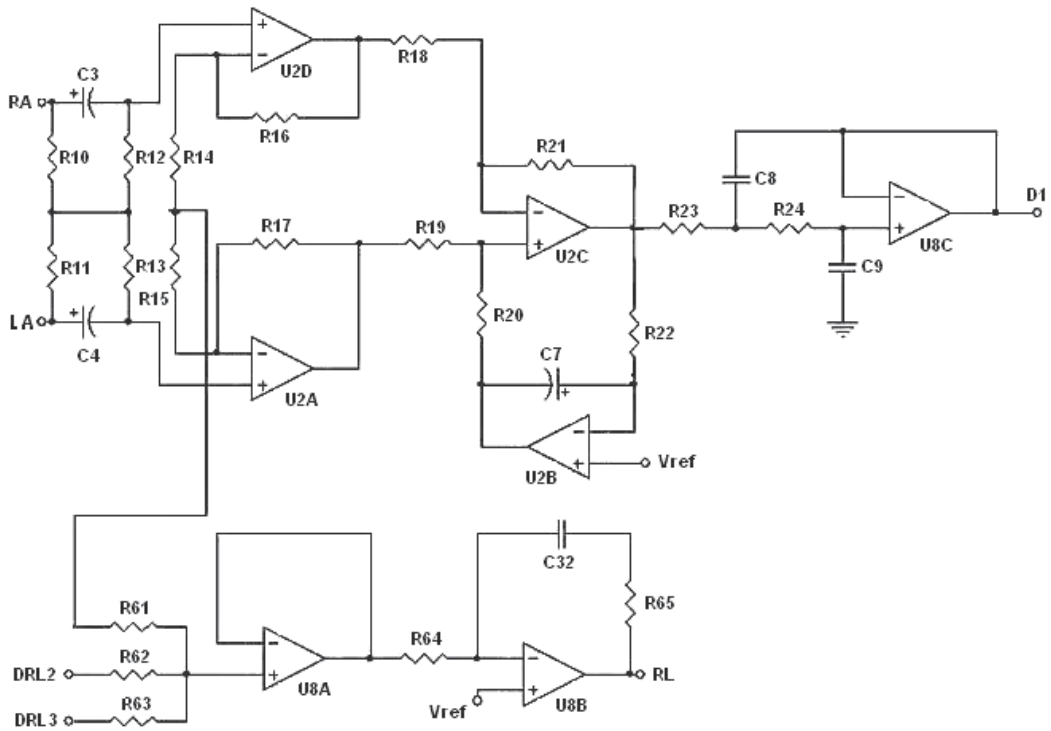 U2D
R18
C3
+
RA
R16
R10
R12
R14
R21
C8
D1
R17
R19
R23
R24
U2C
U8C
R11
R13
C9
R15
R20
LA
+
C4
R22
C7
+
U2A
U2B
Vref
C32
R65
R61
R64
DRL2
R62
U8A
RL
DRL3
R63
Vref
U8B